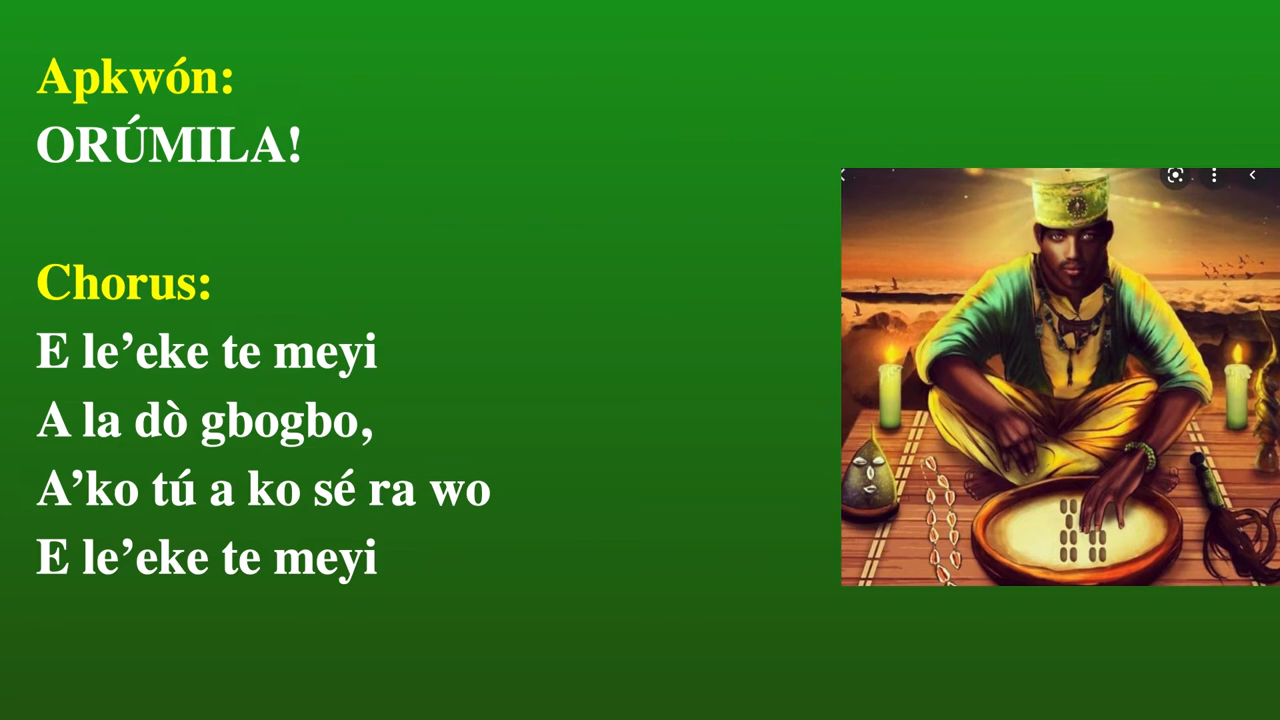 Apkwón:
ORÚMILA!
Chorus:
E le’eke te meyi
A la dò gbogbo,
A’ko tú a ko sé ra wo
E le’eke te meyi